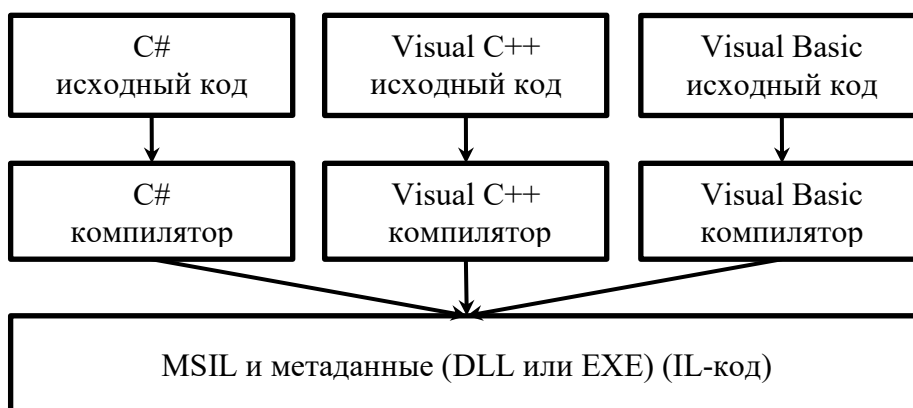 C#
исходный код
Visual C++
исходный код
Visual Basic
исходный код
C#
компилятор
Visual C++
компилятор
Visual Basic
компилятор
MSIL и метаданные (DLL или EXE) (IL-код)